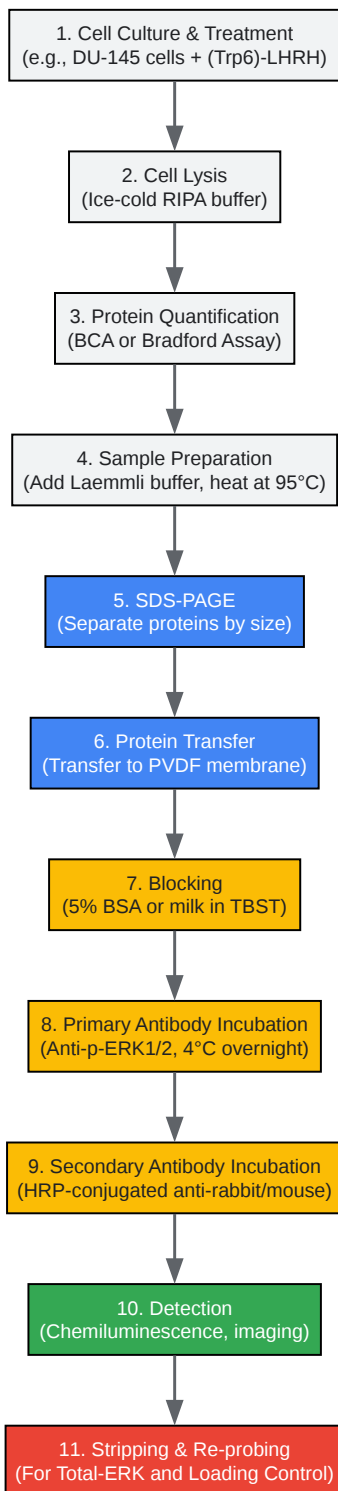 1. Cell Culture & Treatment
(e.g., DU-145 cells + (Trp6)-LHRH)
2. Cell Lysis
(Ice-cold RIPA buffer)
3. Protein Quantification
(BCA or Bradford Assay)
4. Sample Preparation
(Add Laemmli buffer, heat at 95°C)
5. SDS-PAGE
(Separate proteins by size)
6. Protein Transfer
(Transfer to PVDF membrane)
7. Blocking
(5% BSA or milk in TBST)
8. Primary Antibody Incubation
(Anti-p-ERK1/2, 4°C overnight)
9. Secondary Antibody Incubation
(HRP-conjugated anti-rabbit/mouse)
10. Detection
(Chemiluminescence, imaging)
11. Stripping & Re-probing
(For Total-ERK and Loading Control)